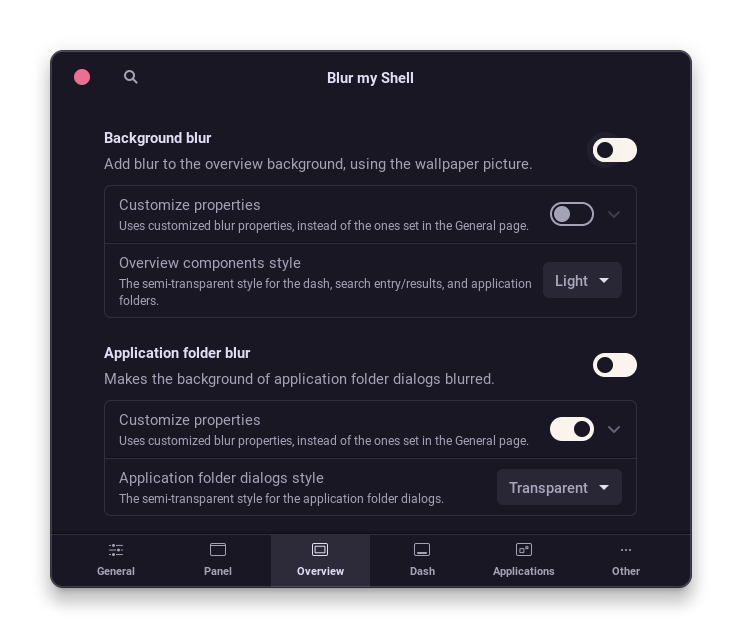 Blur my Shell
Background blur
Add blur to the overview background, using the wallpaper picture.
Customize properties
Uses customized blur properties, instead of the ones set in the General page.
Overview components style
The semi-transparent style for the dash, search entry/results, and application
folders.
Light
Application folder blur
Makes the background of application folder dialogs blurred.
Customize properties
Uses customized blur properties, instead of the ones set in the General page.
Application folder dialogs style
The semi-transparent style for the application folder dialogs.
Transparent
General
Panel
Overview
Dash
Applications
Other